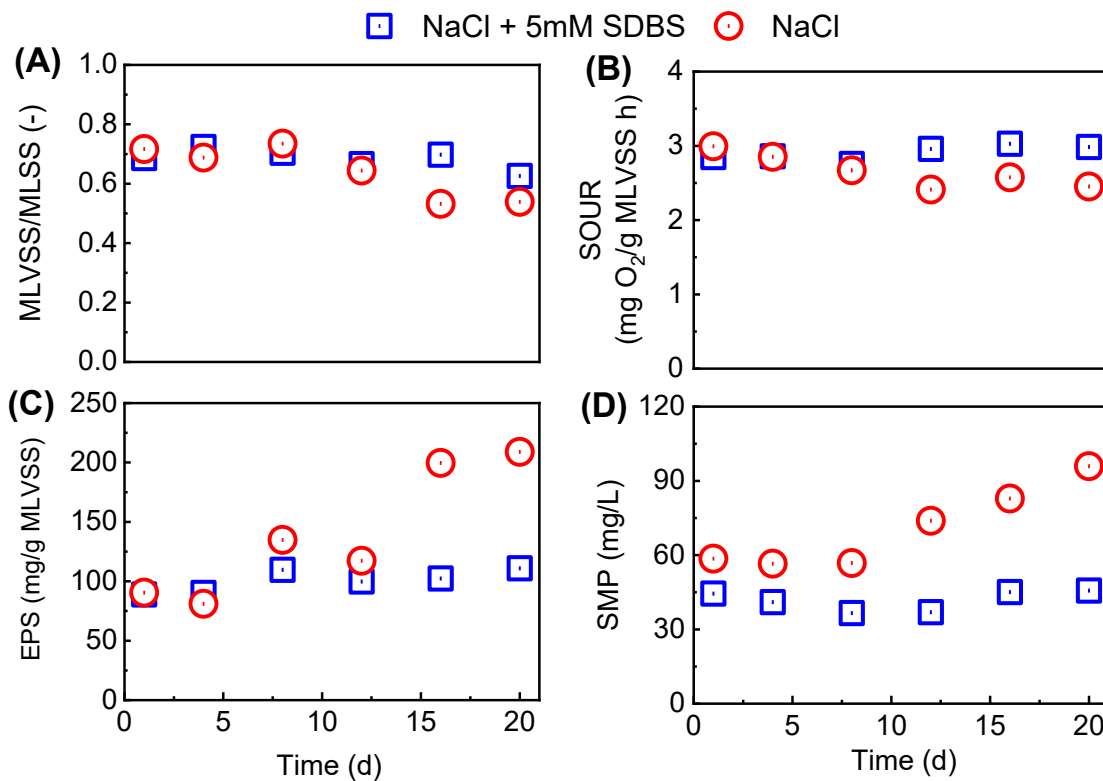 NaCl + 5mM SDBS NaCl
(A)
MLVSS/MLSS (-)
1.0
0.8
0.6
0.4
0.2
0.0
(B)
SOUR
(mg O₂/g MLVSS h)
4
3
2
1
0
(C)
EPS (mg/g MLVSS)
250
200
150
100
50
0
0 5 10 15 20
Time (d)
(D)
SMP (mg/L)
120
90
60
30
0
0 5 10 15 20
Time (d)